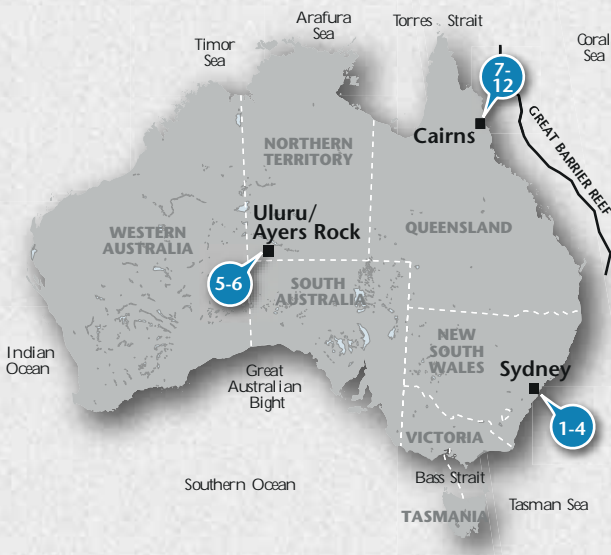 Arafura
Sea
Torres Strait
Timor
Sea
Coral
Sea
7-
12
GREAT BARRIER REEF
Cairns
NORTHERN
TERRITORY
Uluru/
Ayers Rock
WESTERN
AUSTRALIA
QUEENSLAND
5-6
SOUTH
AUSTRALIA
NEW
SOUTH
WALES
Indian
Ocean
Great
Australian
Bight
Sydney
1-4
VICTORIA
Southern Ocean
Bass Strait
Tasman Sea
TASMANIA